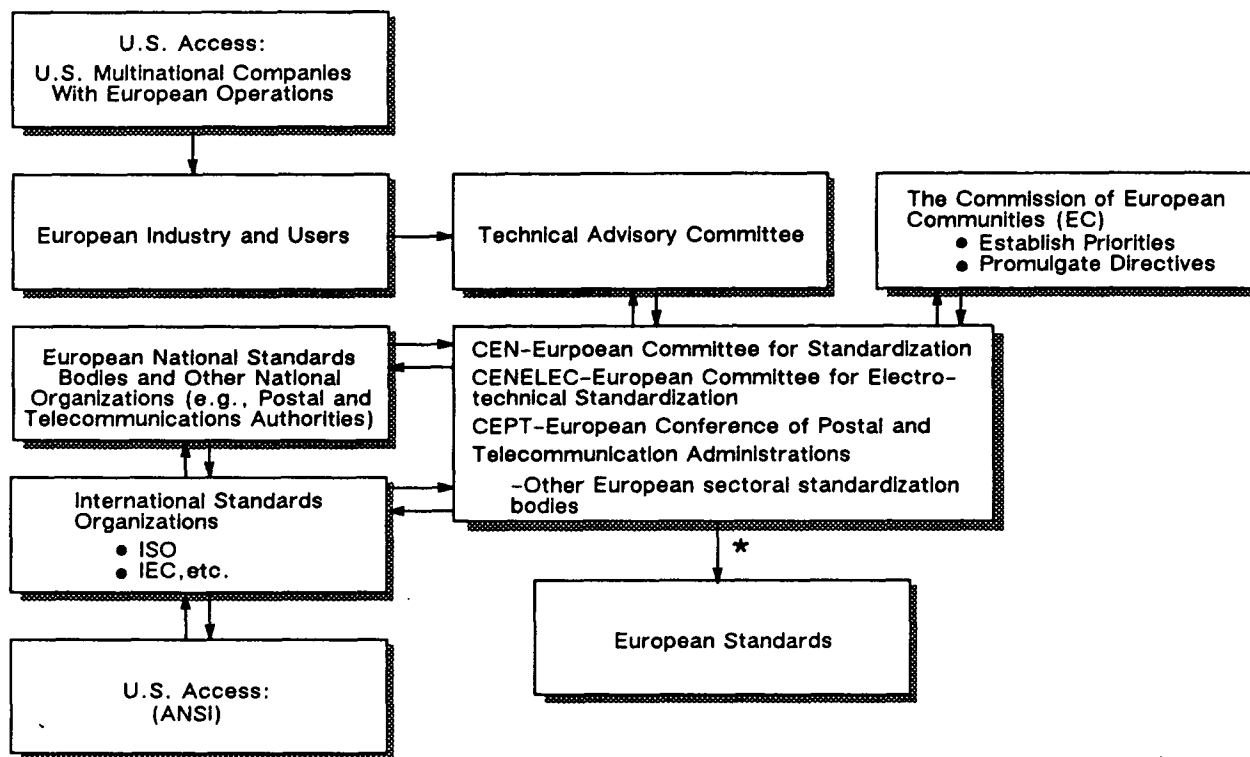 U.S. Access:
U.S. Multinational Companies
With European Operations
European Industry and Users
Technical Advisory Committee
The Commission of European
Communities (EC)
● Establish Priorities
● Promulgate Directives
European National Standards
Bodies and Other National
Organizations (e.g., Postal and
Telecommunications Authorities)
CEN-Eurpoean Committee for Standardization
CENELEC-European Committee for Electro-
technical Standardization
CEPT-European Conference of Postal and
Telecommunication Administrations
-Other European sectoral standardization
bodies
International Standards
Organizations
● ISO
● IEC,etc.
*
European Standards
U.S. Access:
(ANSI)